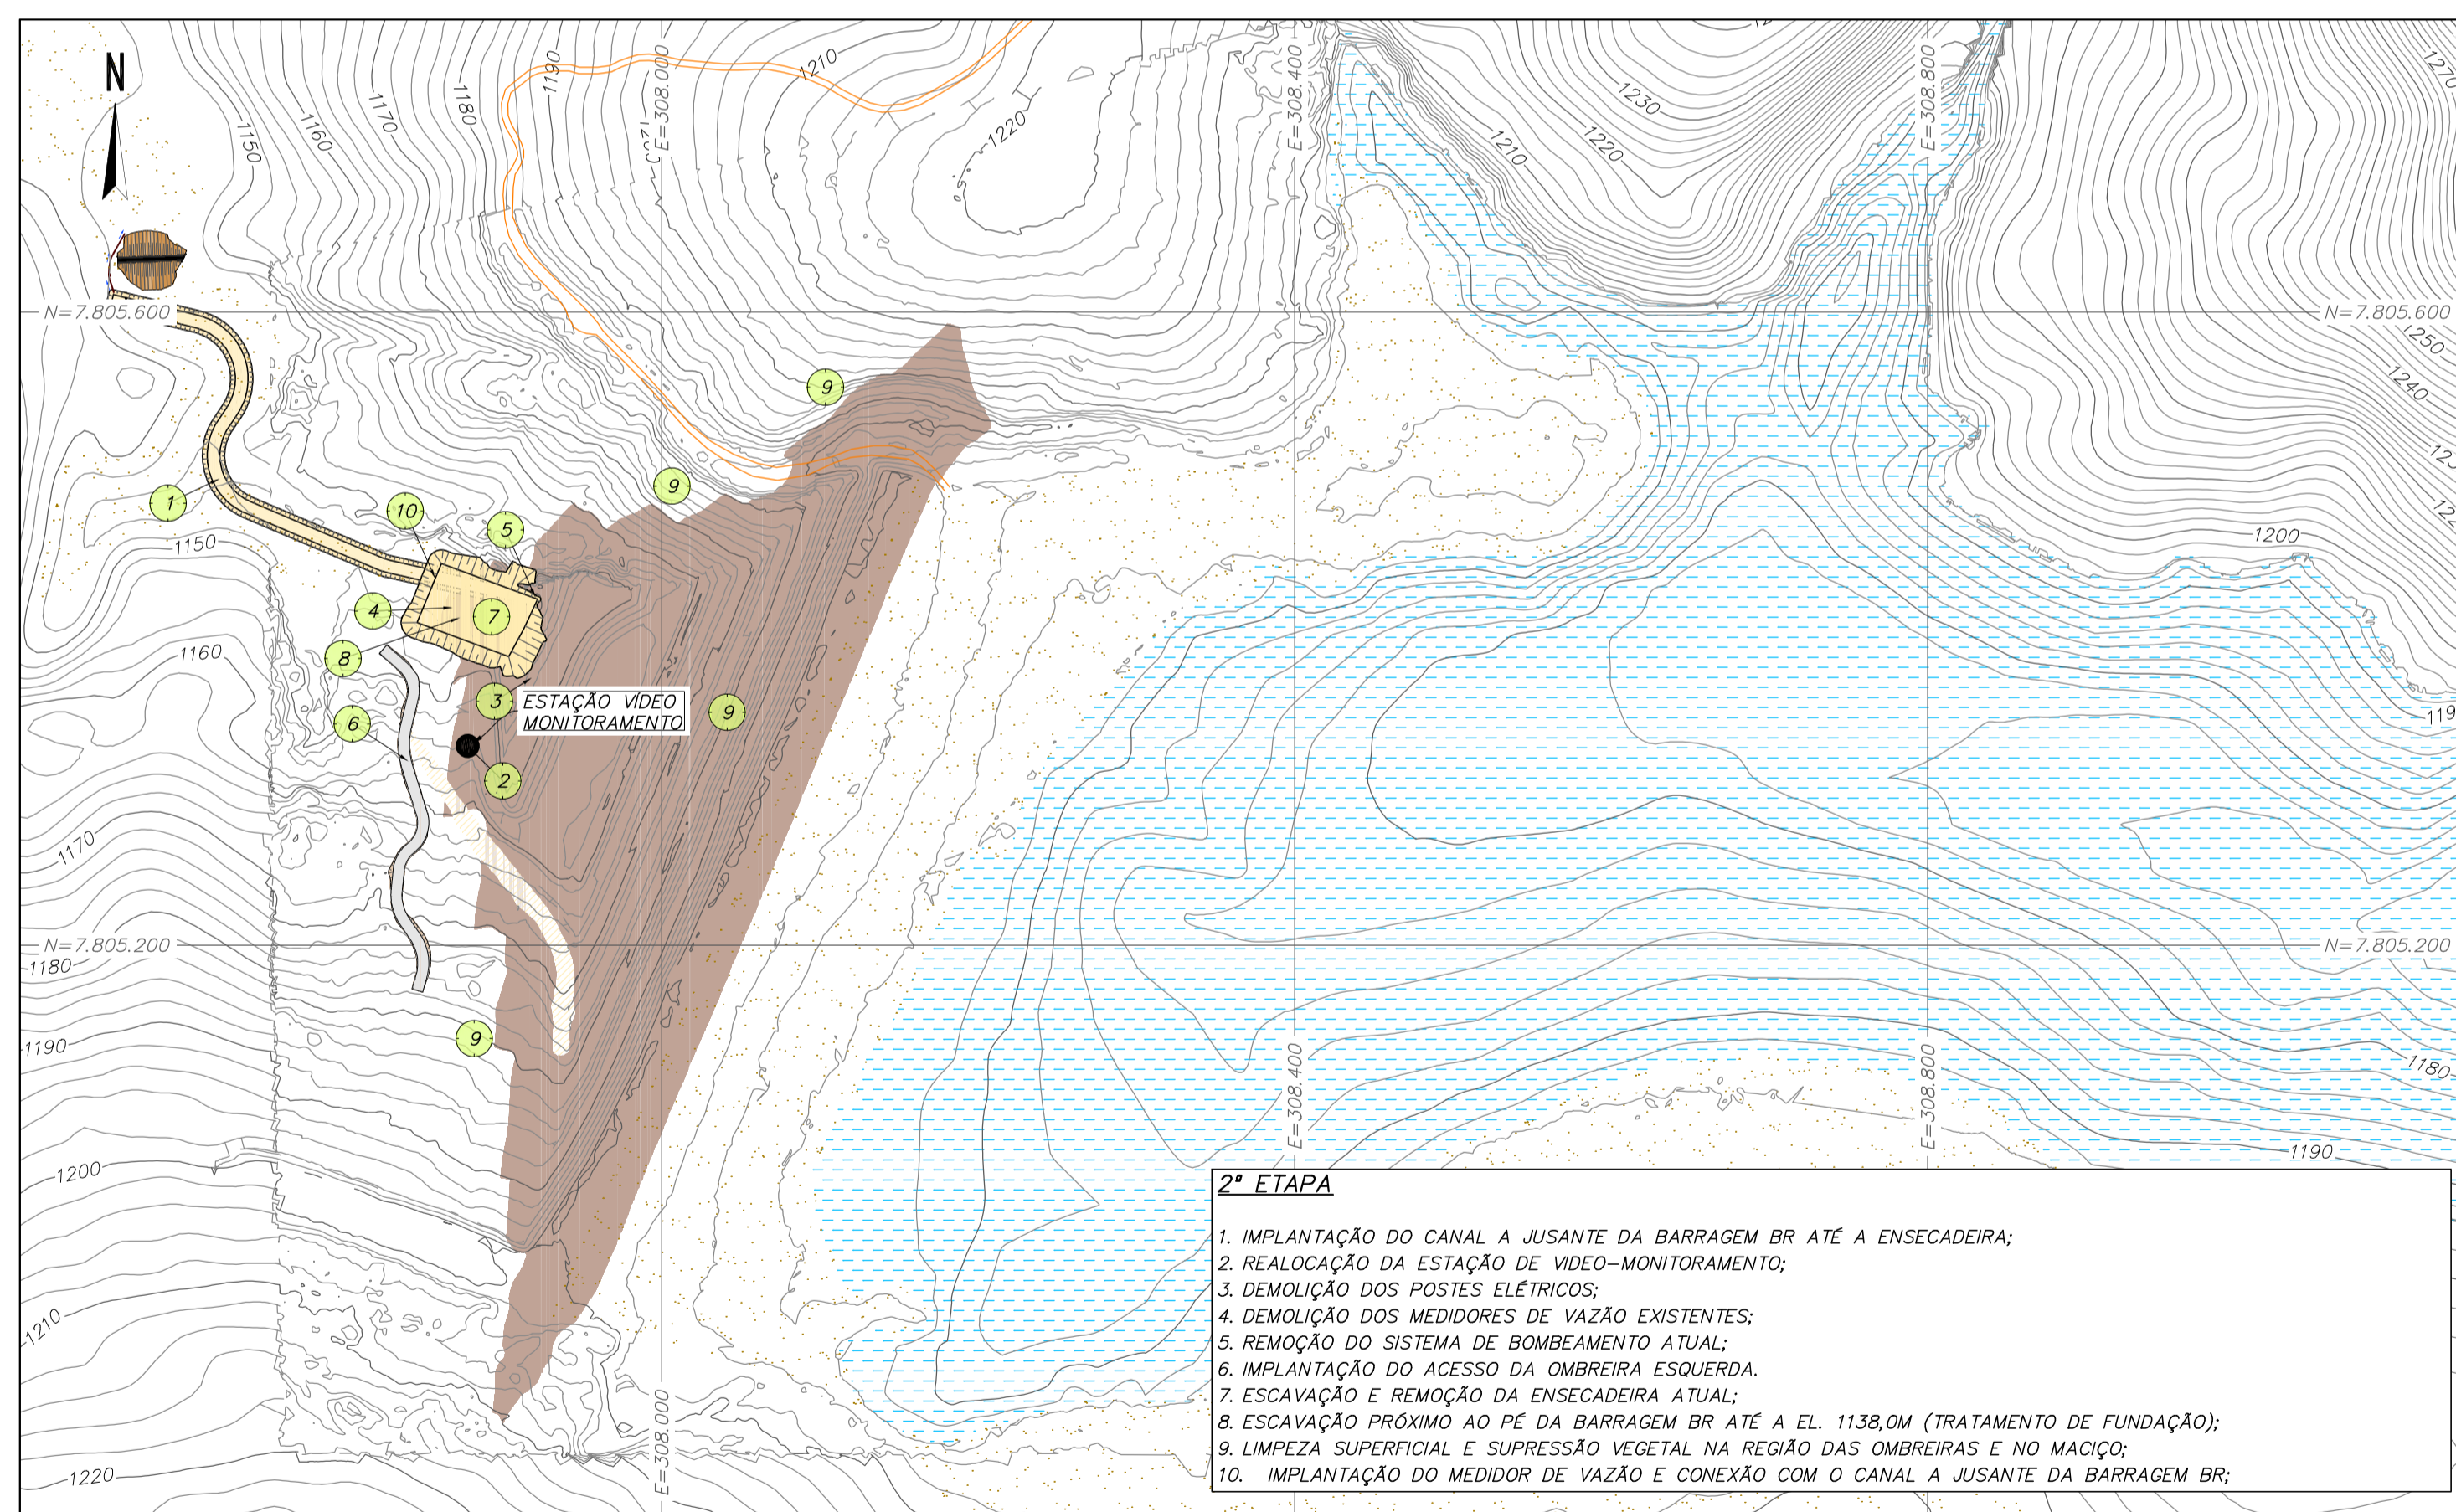 N
1190
1210
1180
1170
1160
1150
1220
E=308.000
E=308.400
E=308.800
1230
1220
1210
1270
N=7.805.600
N=7.805.600
1250
1240
9
9
1
10
5
1150
1200
4
7
8
1160
3
ESTAÇÃO VÍDEO
MONITORAMENTO
9
6
2
1170
N=7.805.200
N=7.805.200
1180
9
1190
1180
E=308.400
E=308.800
1200
1190
1210
E=308.000
1220
2ª ETAPA
1. IMPLANTAÇÃO DO CANAL A JUSANTE DA BARRAGEM BR ATÉ A ENSECADEIRA;
2. REALOCAÇÃO DA ESTAÇÃO DE VIDEO-MONITORAMENTO;
3. DEMOLIÇÃO DOS POSTES ELÉTRICOS;
4. DEMOLIÇÃO DOS MEDIDORES DE VAZÃO EXISTENTES;
5. REMOÇÃO DO SISTEMA DE BOMBEAMENTO ATUAL;
6. IMPLANTAÇÃO DO ACESSO DA OMBREIRA ESQUERDA.
7. ESCAVAÇÃO E REMOÇÃO DA ENSECADEIRA ATUAL;
8. ESCAVAÇÃO PRÓXIMO AO PÉ DA BARRAGEM BR ATÉ A EL. 1138,0M (TRATAMENTO DE FUNDAÇÃO);
9. LIMPEZA SUPERFICIAL E SUPRESSÃO VEGETAL NA REGIÃO DAS OMBREIRAS E NO MACIÇO;
10. IMPLANTAÇÃO DO MEDIDOR DE VAZÃO E CONEXÃO COM O CANAL A JUSANTE DA BARRAGEM BR;